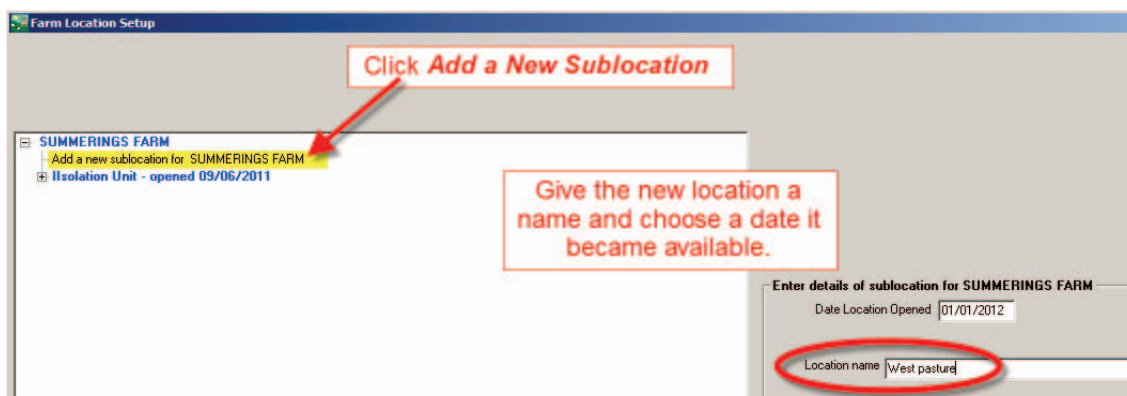 Farm Location Setup
Click Add a New Sublocation
SUMMERINGS FARM
Add a new sublocation for SUMMERINGS FARM
IIsolation Unit - opened 09/06/2011
Give the new location a
name and choose a date it
became available.
Enter details of sublocation for SUMMERINGS FARM
Date Location Opened 01/01/2012
Location name West pasture